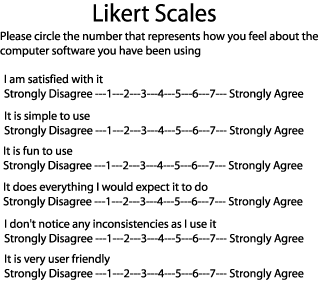 Likert Scales
Please circle the number that represents how you feel about the
computer software you have been using
I am satisfied with it
Strongly Disagree ---1---2---3---4---5---6---7--- Strongly Agree
It is simple to use
Strongly Disagree ---1---2---3---4---5---6---7--- Strongly Agree
It is fun to use
Strongly Disagree ---1---2---3---4---5---6---7--- Strongly Agree
It does everything I would expect it to do
Strongly Disagree ---1---2---3---4---5---6---7--- Strongly Agree
I don't notice any inconsistencies as I use it
Strongly Disagree ---1---2---3---4---5---6---7--- Strongly Agree
It is very user friendly
Strongly Disagree ---1---2---3---4---5---6---7--- Strongly Agree